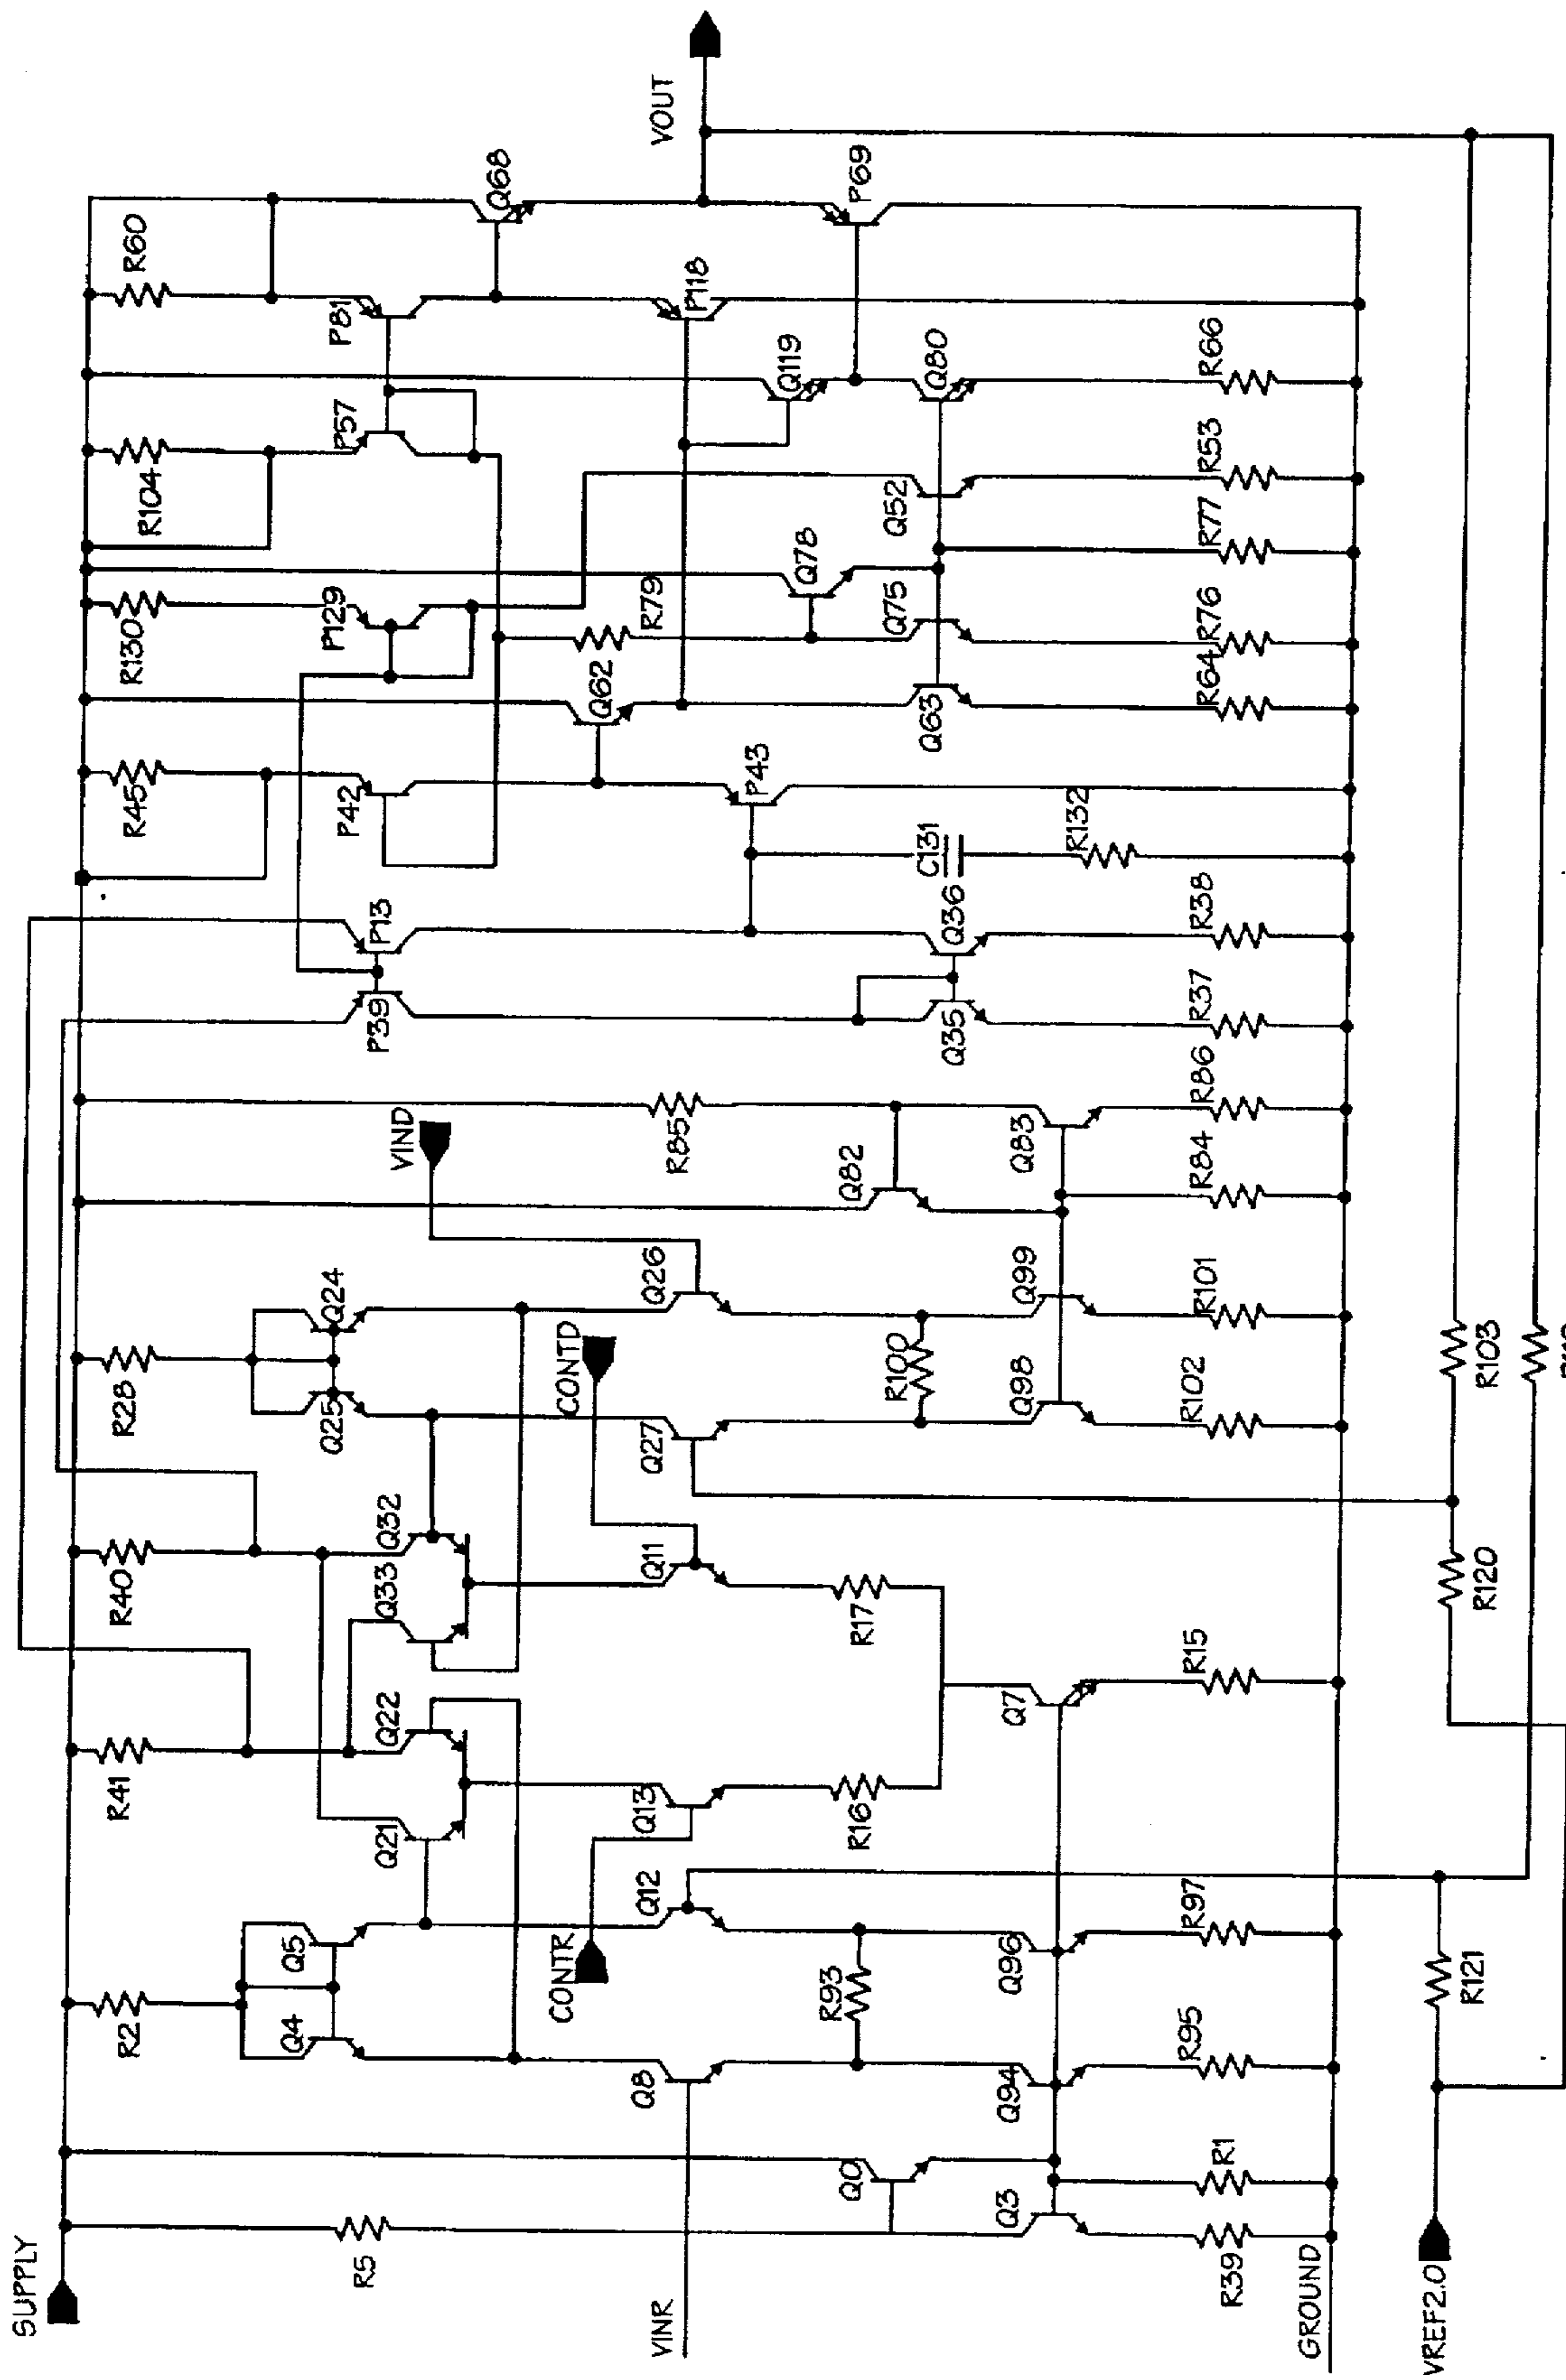 SUPPLY
R5
VINR
Q0
Q3
R39
R1
GROUND
VREF2.0
R2
Q4
Q5
Q8
Q12
R93
Q94
Q96
R95
R97
R121
CONTR
R41
Q21
Q22
Q13
R16
Q7
R15
R40
Q33
Q32
Q11
R17
R120
R28
Q25
Q24
CONTD
Q27
Q26
R100
Q98
Q99
R102
R101
R103
VIND
R85
Q82
Q83
R84
R86
P39
P13
Q35
Q36
R37
R38
C131
R132
R45
P42
P43
Q62
Q63
R64
R130
P129
R79
Q78
Q75
R76
R77
R104
P57
Q52
R53
R60
P81
P118
Q119
Q80
R66
Q68
P69
VOUT